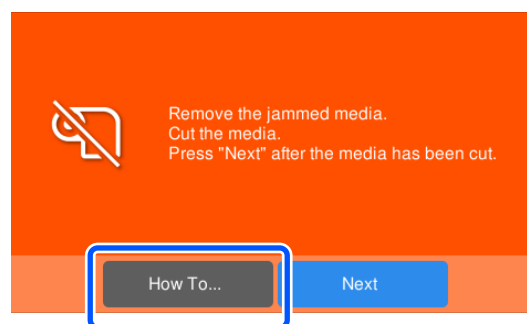 Remove the jammed media.
Cut the media.
Press "Next" after the media has been cut.
How To...
Next